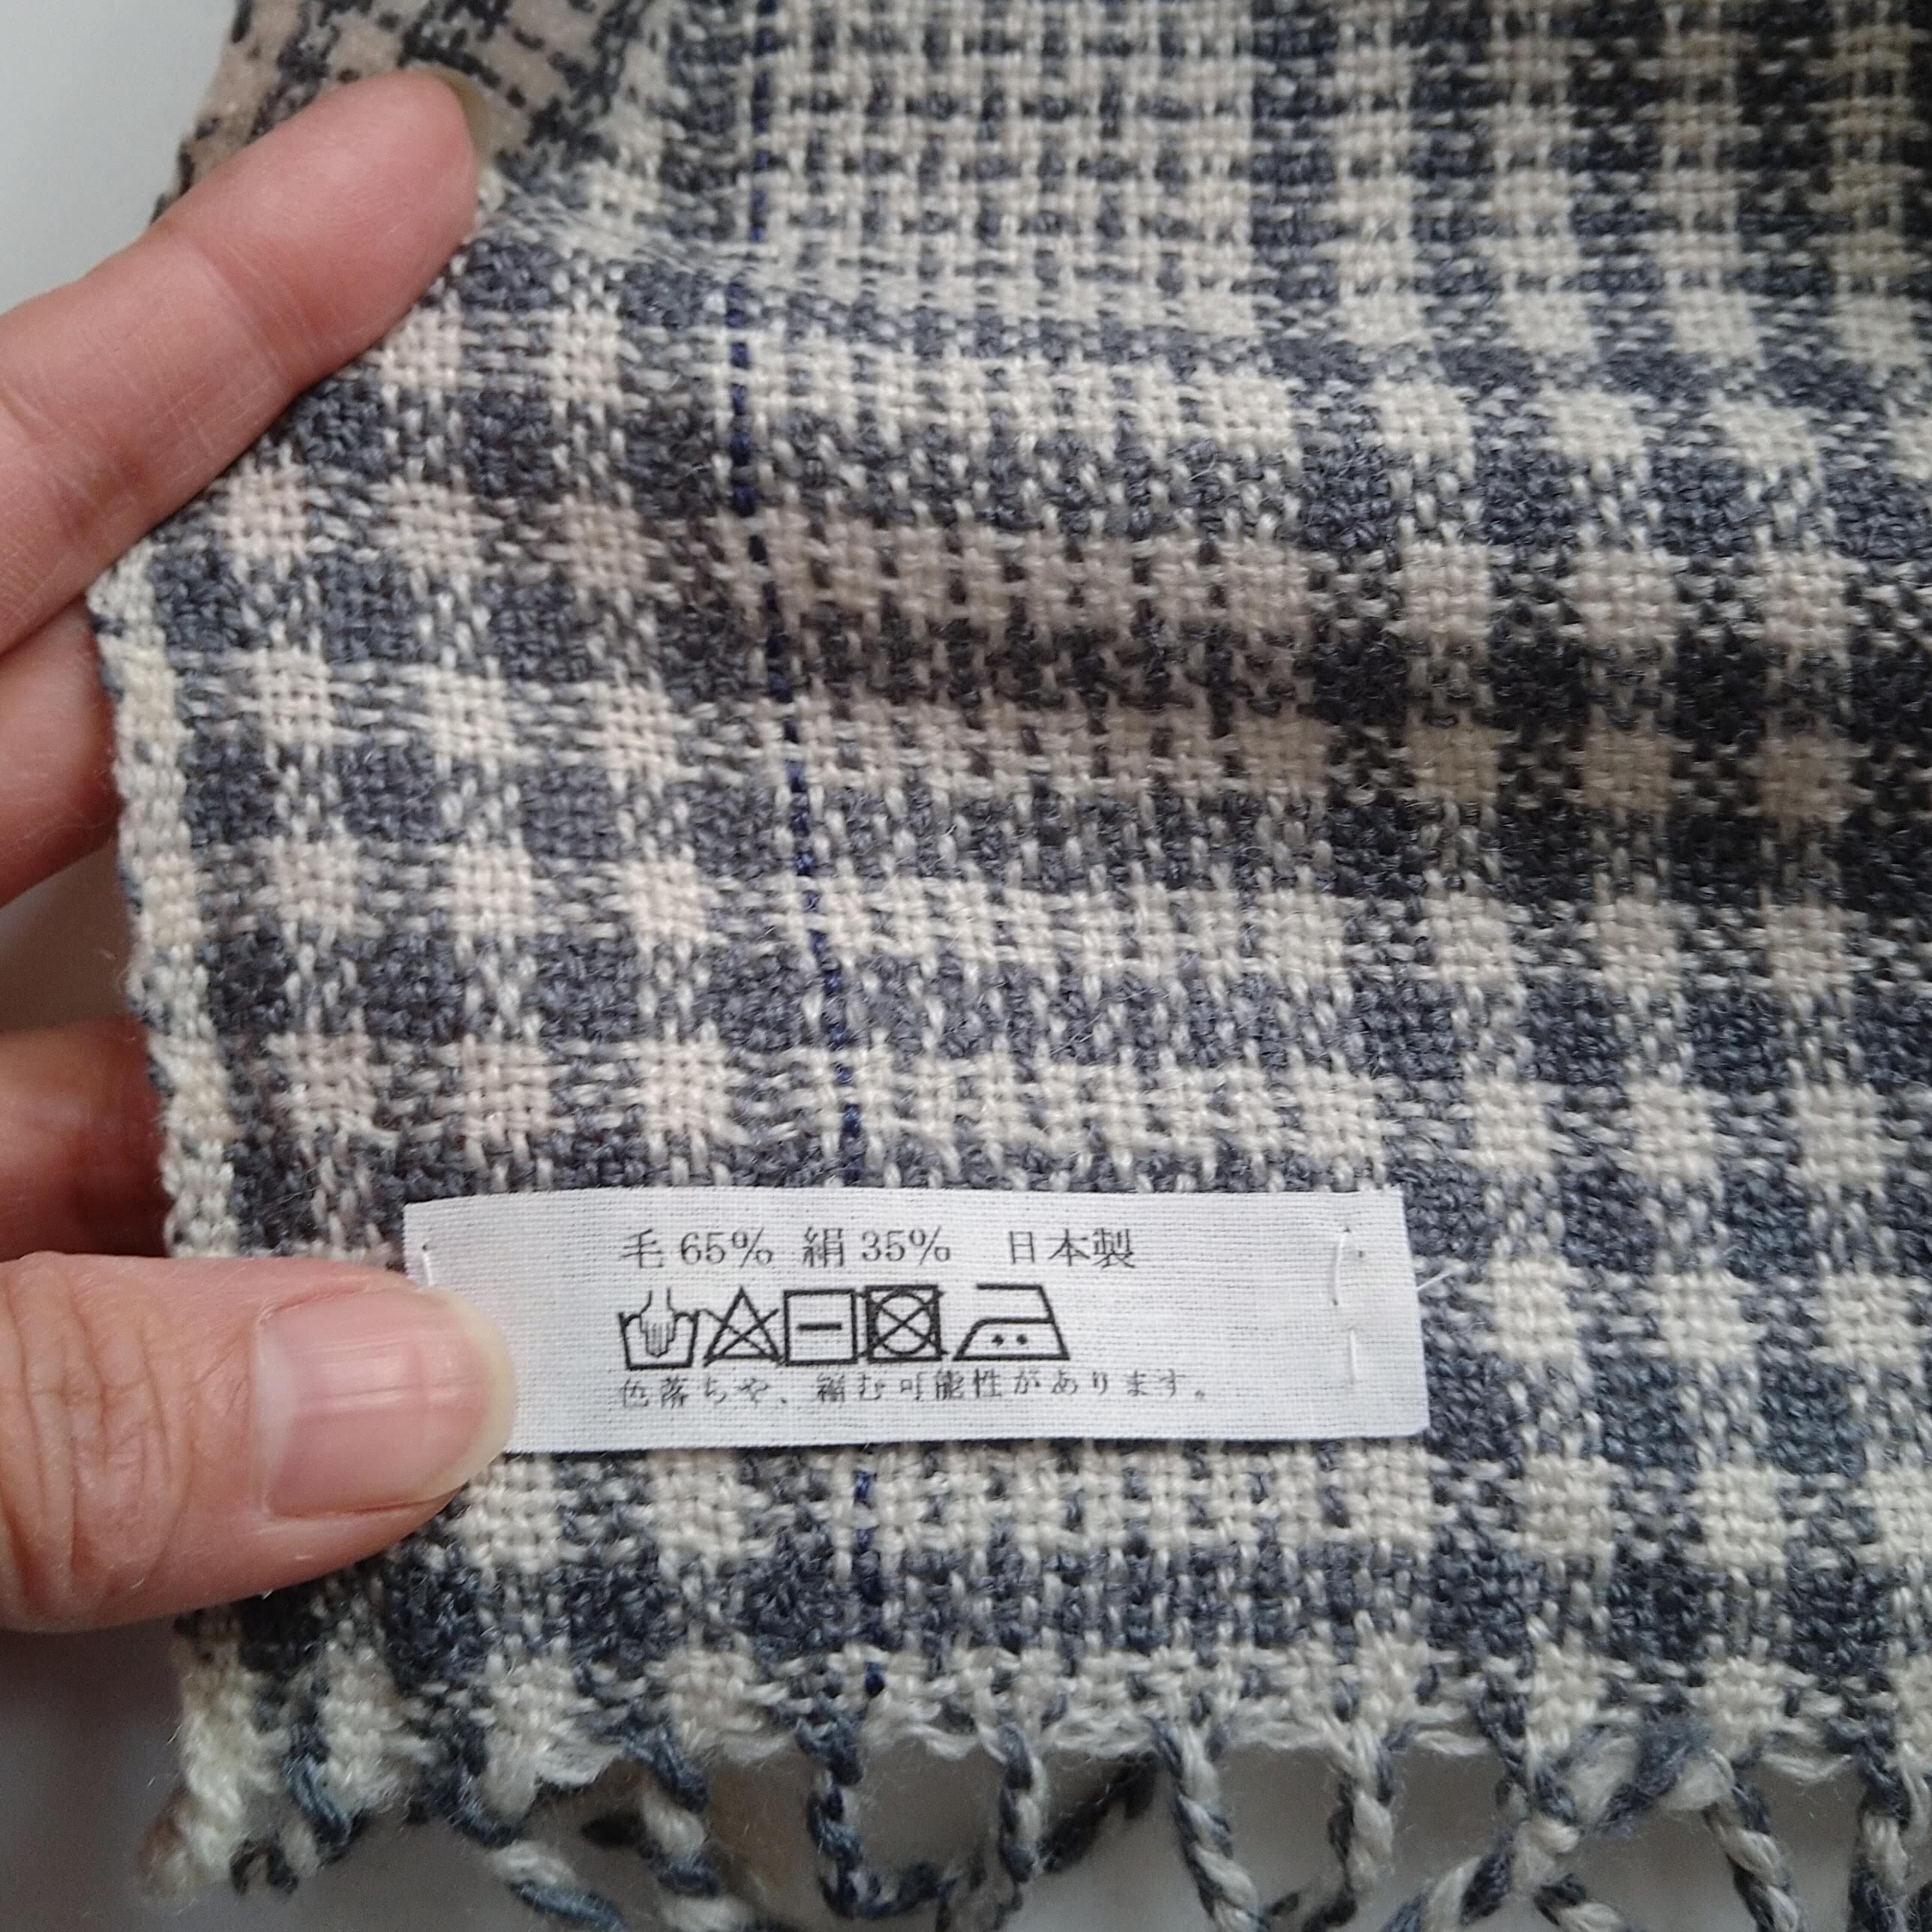 毛 65% 絹 35% 日本製
色落ちや、縮む可能性があります。